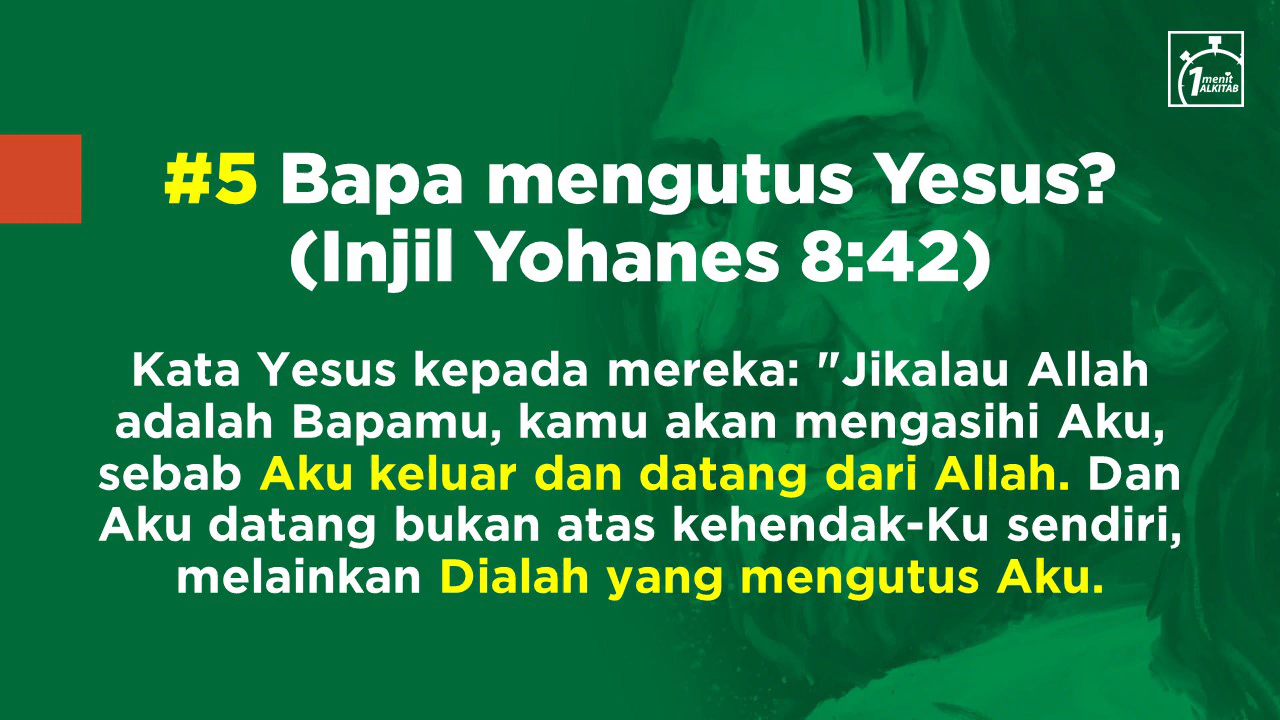 1 menit
ALKITAB
#5 Bapa mengutus Yesus?
(Injil Yohanes 8:42)
Kata Yesus kepada mereka: "Jikalau Allah
adalah Bapamu, kamu akan mengasihi Aku,
sebab Aku keluar dan datang dari Allah. Dan
Aku datang bukan atas kehendak-Ku sendiri,
melainkan Dialah yang mengutus Aku.